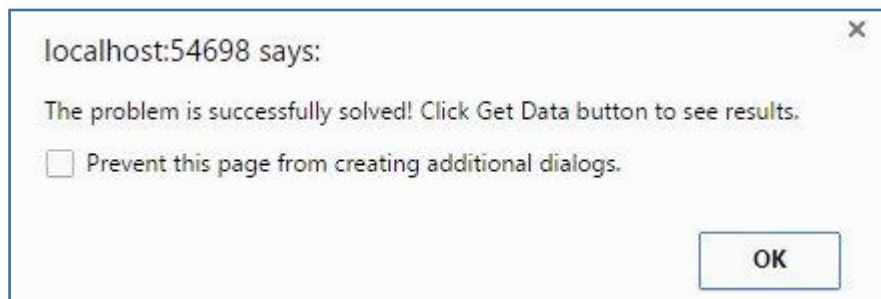 localhost:54698 says:
The problem is successfully solved! Click Get Data button to see results.
Prevent this page from creating additional dialogs.
OK